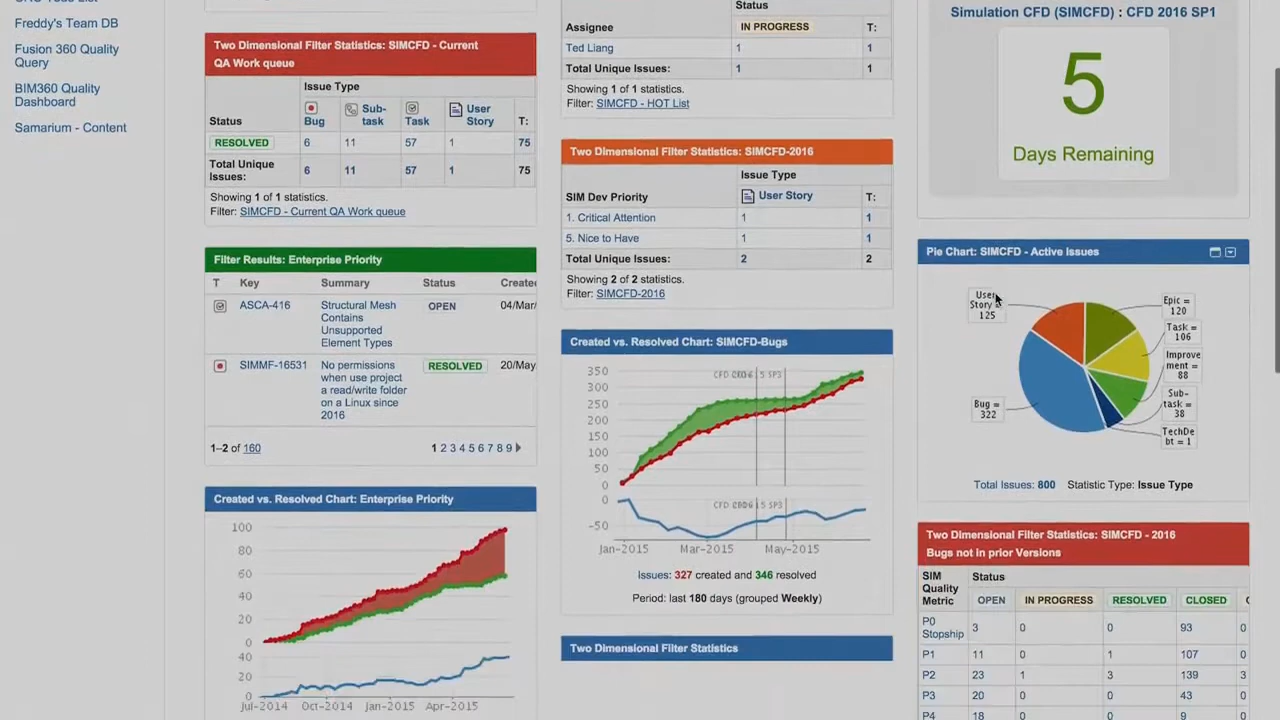 Freddy's Team DB
Fusion 360 Quality
Query
BIM360 Quality
Dashboard
Samarium - Content
Two Dimensional Filter Statistics: SIMCFD - Current
QA Work queue
Issue Type
Status
Bug
Sub-
task
Task
User
Story
T:
RESOLVED 6 11 57 1 75
Total Unique
Issues:
6 11 57 1 75
Showing 1 of 1 statistics.
Filter: SIMCFD - Current QA Work queue
Filter Results: Enterprise Priority
T Key Summary Status Create
ASCA-416 Structural Mesh OPEN 04/Mar/
Contains
Unsupported
Element Types
SIMMF-16531 No permissions RESOLVED 20/May
when use project
a read/write folder
on a Linux since
2016
1–2 of 160 1 2 3 4 5 6 7 8 9
Created vs. Resolved Chart: Enterprise Priority
100
80
60
40
20
0
40
20
0
Jul-2014 Oct-2014 Jan-2015 Apr-2015
Status
Assignee IN PROGRESS T:
Ted Liang 1 1
Total Unique Issues: 1 1
Showing 1 of 1 statistics.
Filter: SIMCFD - HOT List
Two Dimensional Filter Statistics: SIMCFD-2016
Issue Type
SIM Dev Priority User Story T:
1. Critical Attention 1 1
5. Nice to Have 1 1
Total Unique Issues: 2 2
Showing 2 of 2 statistics.
Filter: SIMCFD-2016
Created vs. Resolved Chart: SIMCFD-Bugs
350
300
250
200
150
100
50
0
0
-50
Jan-2015 Mar-2015 May-2015
Issues: 327 created and 346 resolved
Period: last 180 days (grouped Weekly)
Two Dimensional Filter Statistics
Simulation CFD (SIMCFD) : CFD 2016 SP1
5
Days Remaining
Pie Chart: SIMCFD - Active Issues
User
Story
125
Epic =
120
Task =
106
Improve
ment =
88
Sub-
task =
38
TechDe
bt = 1
Bug =
322
Total Issues: 800 Statistic Type: Issue Type
Two Dimensional Filter Statistics: SIMCFD - 2016
Bugs not in prior Versions
SIM
Quality
Metric
Status
OPEN IN PROGRESS RESOLVED CLOSED
P0
Stopship
3 0 0 93 0
P1 11 0 1 107 0
P2 23 1 3 139 3
P3 20 0 0 43 0
P4 18 0 0 9 0